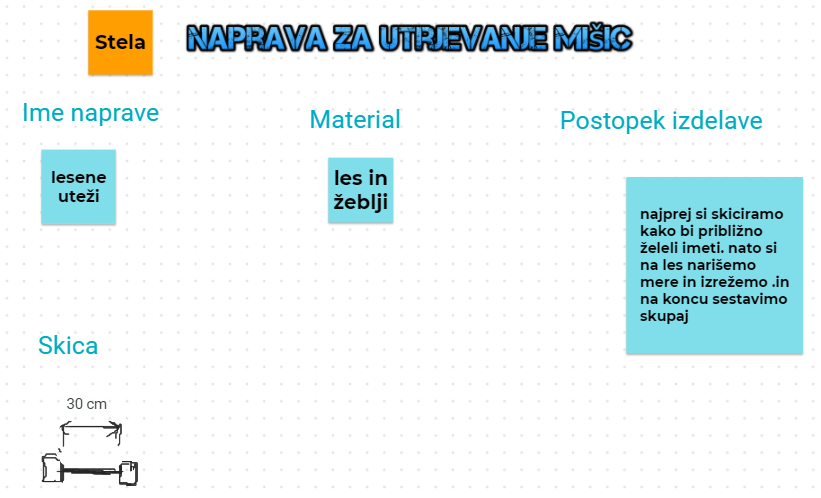 Stela
NAPRAVA ZA UTRJEVANJE MIŠIC
Ime naprave
Material
Postopek izdelave
lesene
uteži
les in
žeblji
najprej si skiciramo
kako bi približno
želeli imeti. nato si
na les narišemo
mere in izrežemo .in
na koncu sestavimo
skupaj
Skica
30 cm